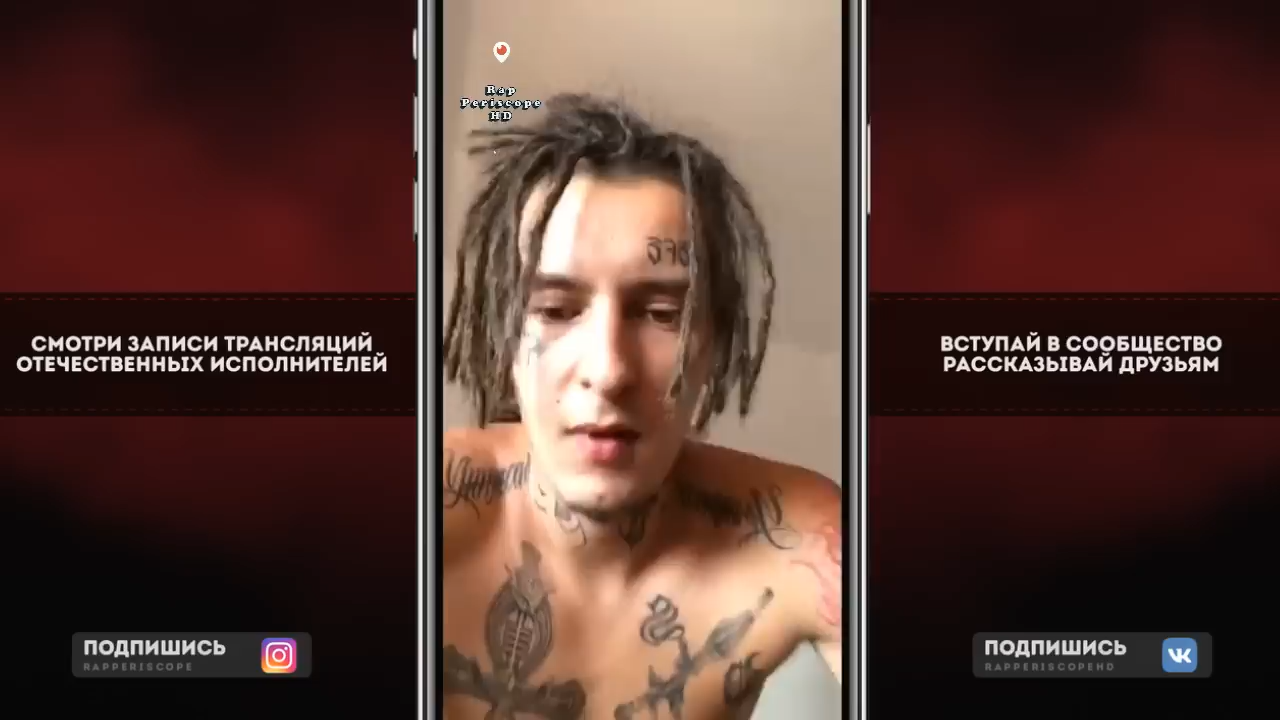 Rap
Periscope
HD
СМОТРИ ЗАПИСИ ТРАНСЛЯЦИЙ
ОТЕЧЕСТВЕННЫХ ИСПОЛНИТЕЛЕЙ
ВСТУПАЙ В СООБЩЕСТВО
РАССКАЗЫВАЙ ДРУЗЬЯМ
ПОДПИШИСЬ
RAPPERISCOPE
ПОДПИШИСЬ
RAPPERISCOPEHD